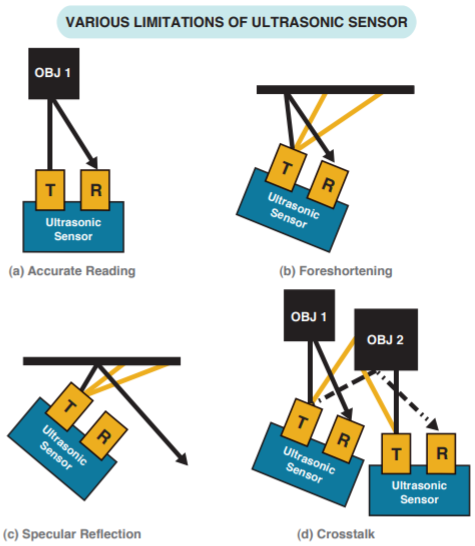 VARIOUS LIMITATIONS OF ULTRASONIC SENSOR
OBJ 1
T
R
Ultrasonic
Sensor
(a) Accurate Reading
T
R
Ultrasonic
Sensor
(b) Foreshortening
T
R
Ultrasonic
Sensor
(c) Specular Reflection
OBJ 1
OBJ 2
T
R
Ultrasonic
Sensor
T
R
Ultrasonic
Sensor
(d) Crosstalk